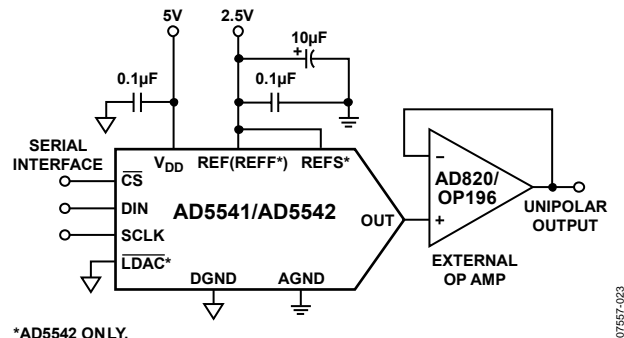 5V
2.5V
10µF
+
0.1µF
0.1µF
SERIAL
INTERFACE
VDD
REF(REFF*)
REFS*
CS
DIN
SCLK
LDAC*
AD5541/AD5542
OUT
DGND
AGND
−
+
AD820/
OP196
UNIPOLAR
OUTPUT
EXTERNAL
OP AMP
*AD5542 ONLY.
07557-023